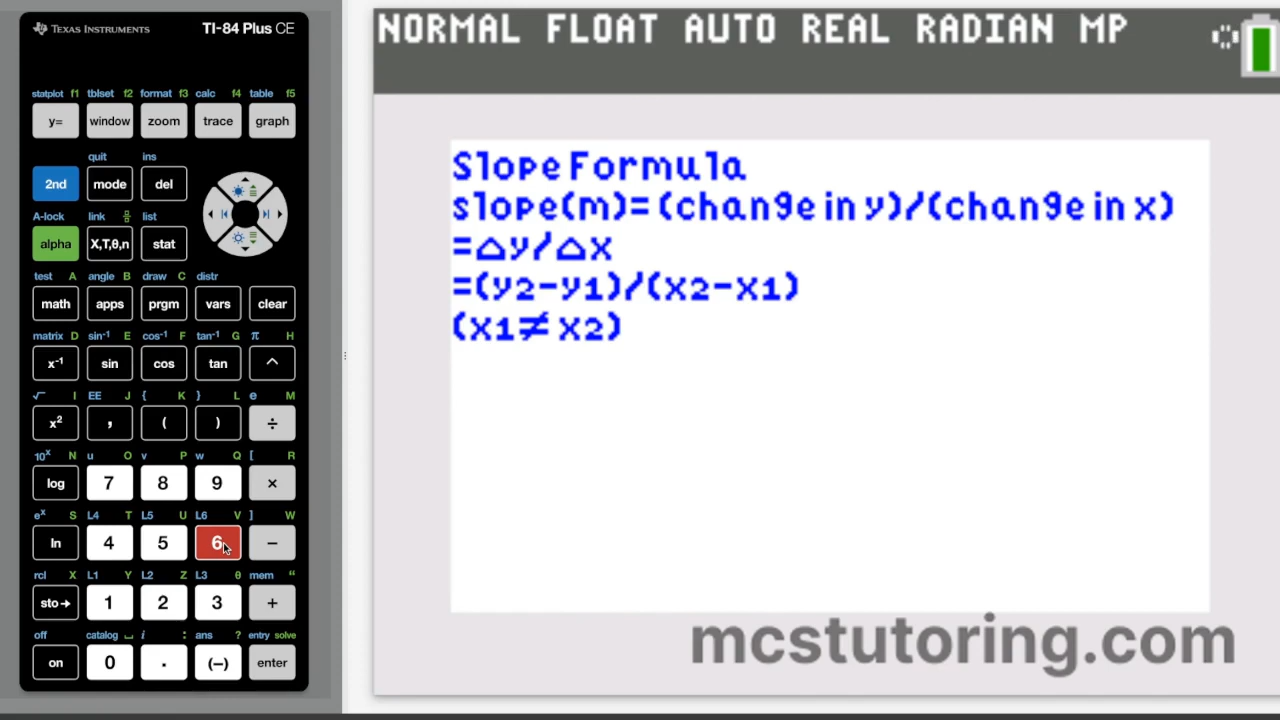 TEXAS INSTRUMENTS TI-84 Plus CE
statplot f1 tblset f2 format f3 calc f4 table f5
y= window zoom trace graph
quit ins
2nd mode del
A-lock link list
alpha X,T,θ,n stat
test A angle B draw C distr
math apps prgm vars clear
matrix D sin⁻¹ E cos⁻¹ F tan⁻¹ G π H
x⁻¹ sin cos tan ^
√ I EE J { K } L e M
x² , ( ) ÷
10ˣ N u O v P w Q [ R
log 7 8 9 ×
eˣ S L4 T L5 U L6 V ] W
ln 4 5 6 −
rcl X L1 Y L2 Z L3 θ mem "
sto→ 1 2 3 +
off catalog ⎵ i : ans ? entry solve
on 0 . (−) enter
NORMAL FLOAT AUTO REAL RADIAN MP
Slope Formula
slope(m)=(change in y)/(change in x)
=△y/△x
=(y2-y1)/(x2-x1)
(x1≠x2)
mcstutoring.com